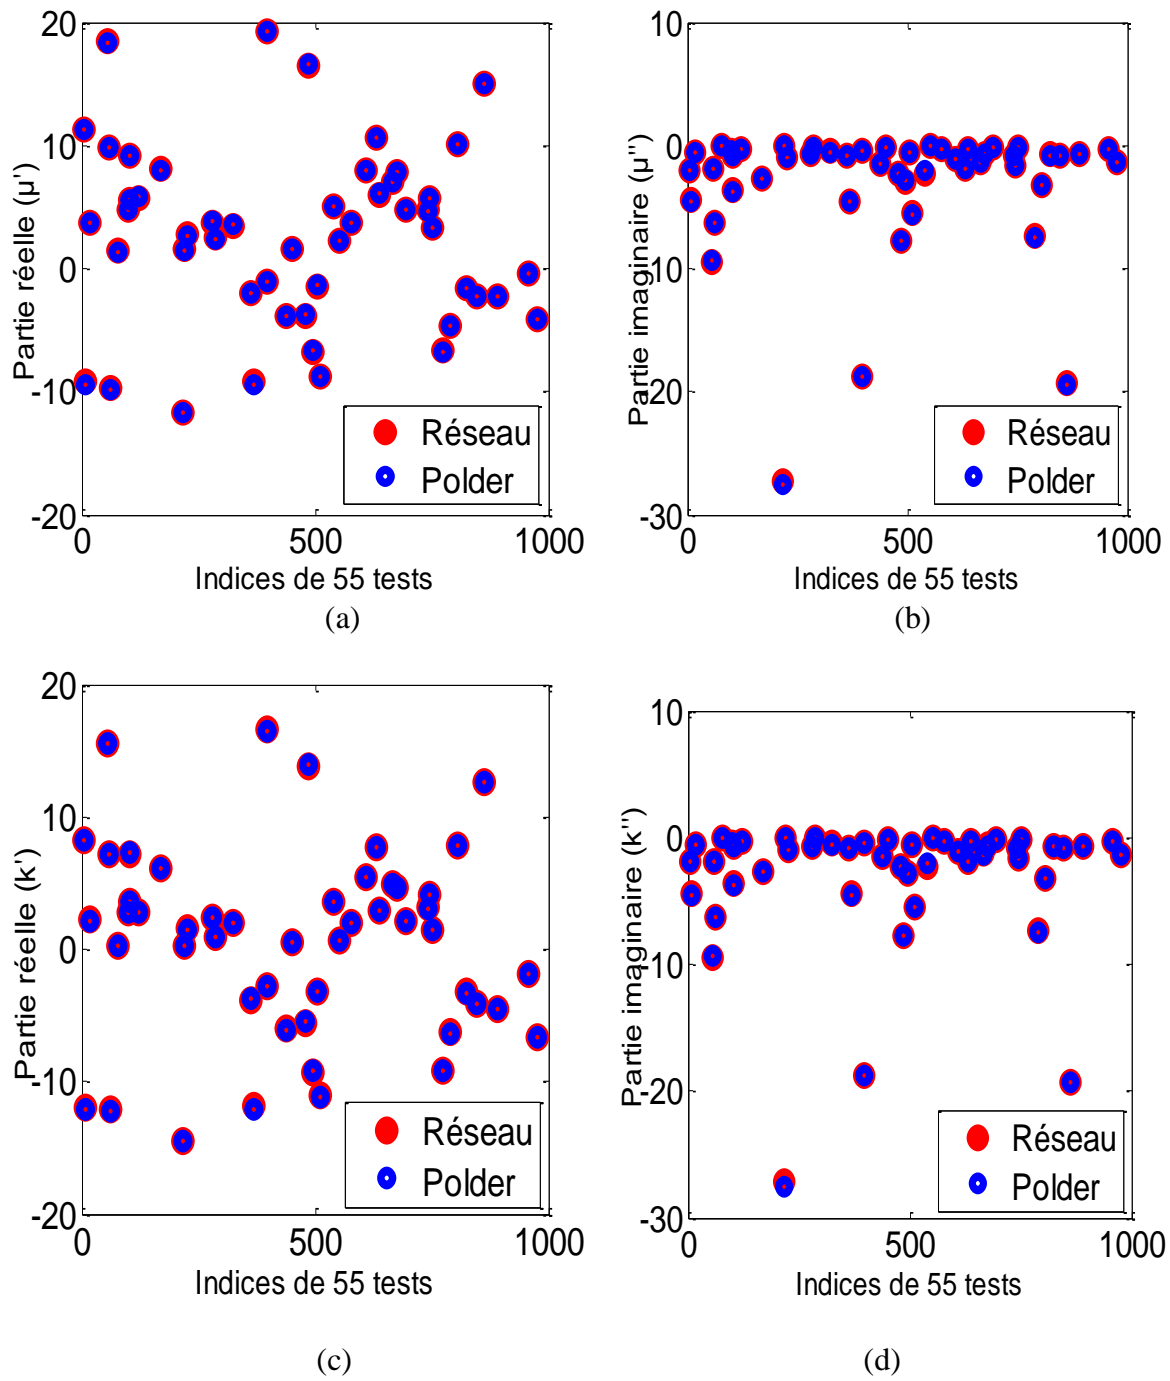 20
10
0
-10
-20
0 500 1000
Partie réelle (µ')
Indices de 55 tests
Réseau
Polder
(a)
10
0
-10
-20
-30
0 500 1000
Partie imaginaire (µ'')
Indices de 55 tests
Réseau
Polder
(b)
20
10
0
-10
-20
0 500 1000
Partie réelle (k')
Indices de 55 tests
Réseau
Polder
(c)
10
0
-10
-20
-30
0 500 1000
Partie imaginaire (k'')
Indices de 55 tests
Réseau
Polder
(d)